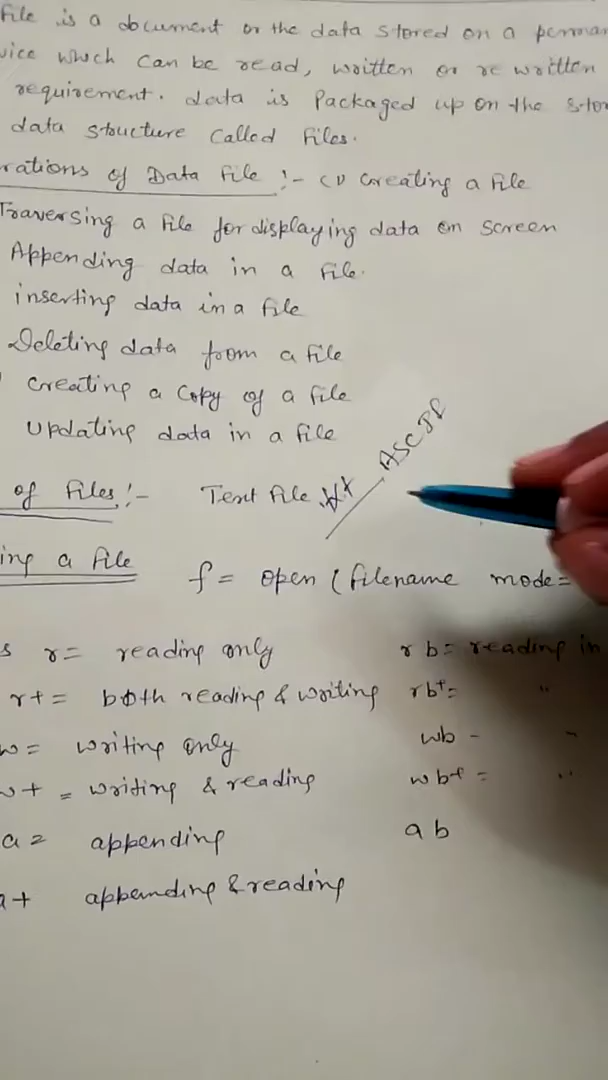 File is a document or the data stored on a perman
vice which can be read, written or re written
requirement. data is Packaged up on the stor
data structure called files.
rations of Data file :- (1) Creating a file
Traversing a file for displaying data on screen
Appending data in a file.
inserting data in a file
Deleting data from a file
Creating a copy of a file
Updating data in a file
ASCII
of files :- Text file .txt
ing a file f = open (filename mode=
s r = reading only rb = reading in
r+ = both reading & writing rb+= "
w = writing only wb - "
w+ = writing & reading wb+ = "
a = appending ab
a+ appending & reading